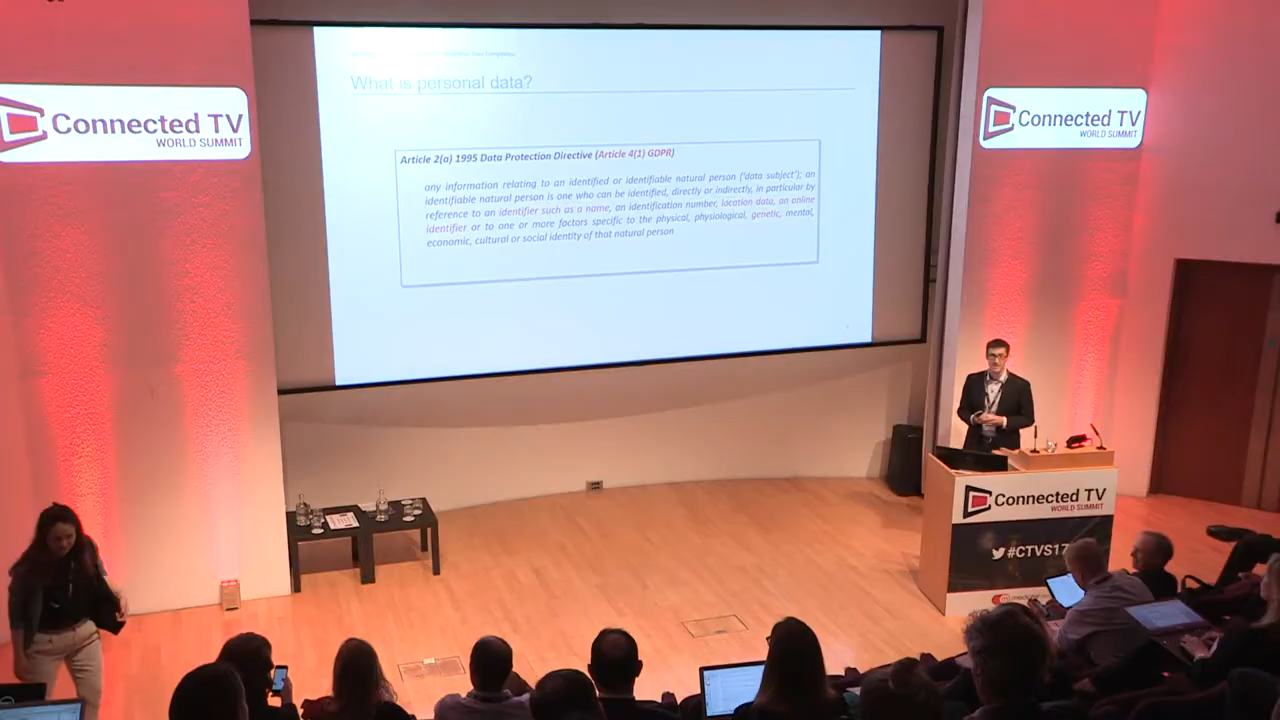 What is personal data?
Article 2(a) 1995 Data Protection Directive (Article 4(1) GDPR)
any information relating to an identified or identifiable natural person ('data subject'); an
identifiable natural person is one who can be identified, directly or indirectly, in particular by
reference to an identifier such as a name, an identification number, location data, an online
identifier or to one or more factors specific to the physical, physiological, genetic, mental,
economic, cultural or social identity of that natural person
Connected TV
WORLD SUMMIT
Connected TV
WORLD SUMMIT
Connected TV
WORLD SUMMIT
#CTVS17